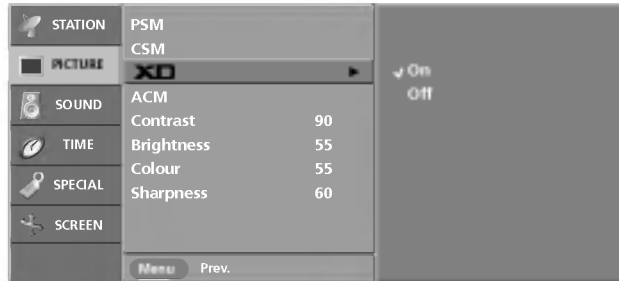 STATION
PICTURE
SOUND
TIME
SPECIAL
SCREEN
PSM
CSM
XD
ACM
Contrast 90
Brightness 55
Colour 55
Sharpness 60
Menu Prev.
On
Off